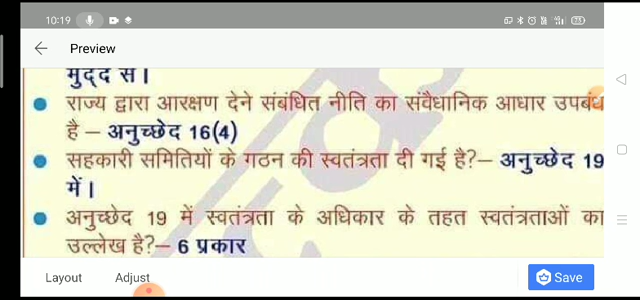 10:19
Preview
मुद्दे से।
राज्य द्वारा आरक्षण देने संबंधित नीति का संवैधानिक आधार उपबंध
है – अनुच्छेद 16(4)
सहकारी समितियों के गठन की स्वतंत्रता दी गई है?– अनुच्छेद 19
में।
अनुच्छेद 19 में स्वतंत्रता के अधिकार के तहत स्वतंत्रताओं का
उल्लेख है?– 6 प्रकार
Layout Adjust Save